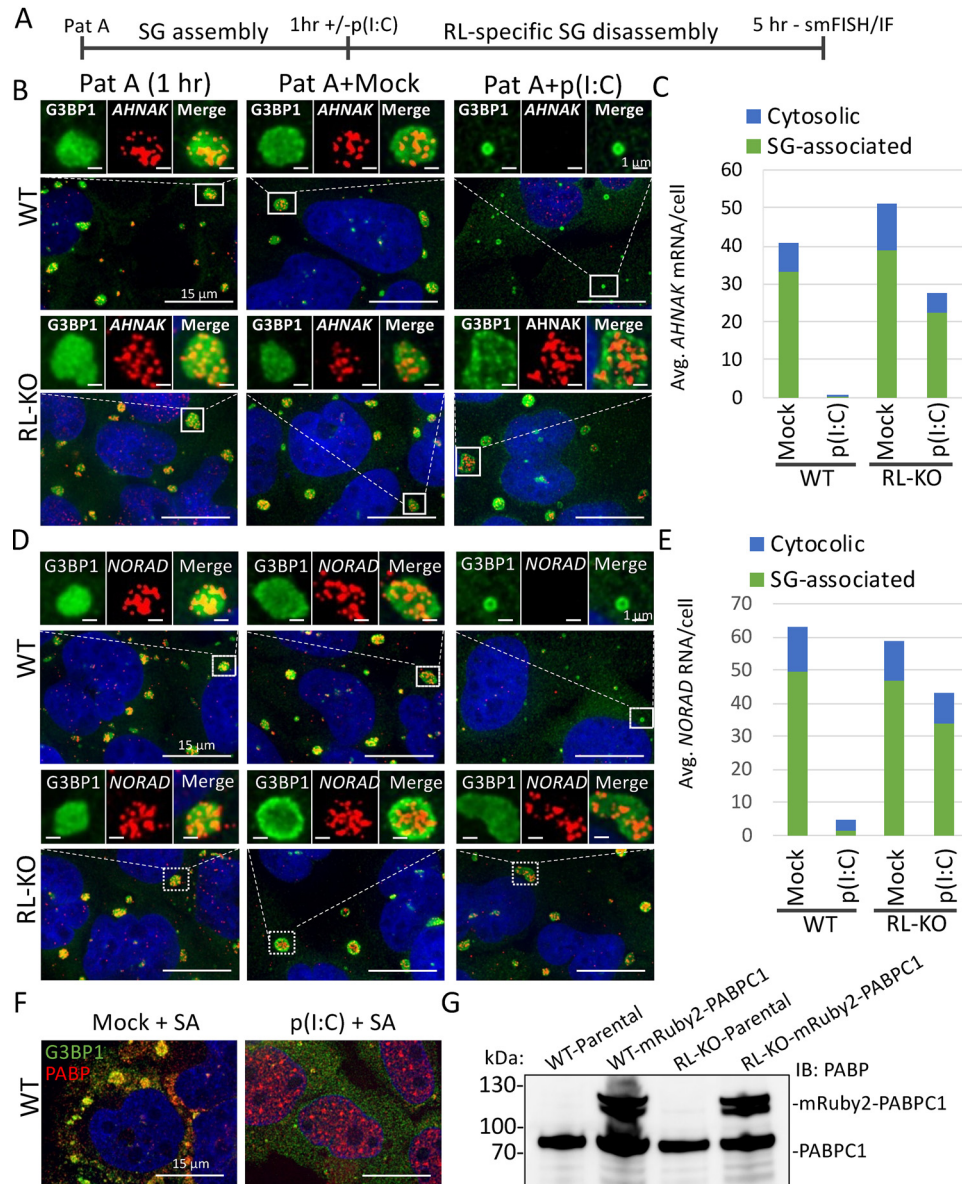 A
Pat A
SG assembly
1hr +/-p(I:C)
RL-specific SG disassembly
5 hr - smFISH/IF
B
Pat A (1 hr)
Pat A+Mock
Pat A+p(I:C)
G3BP1 AHNAK Merge
G3BP1 AHNAK Merge
G3BP1 AHNAK Merge
1 µm
WT
15 µm
G3BP1 AHNAK Merge
G3BP1 AHNAK Merge
G3BP1 AHNAK Merge
RL-KO
C
Cytosolic
SG-associated
Avg. AHNAK mRNA/cell
60
50
40
30
20
10
0
Mock p(I:C) Mock p(I:C)
WT RL-KO
D
G3BP1 NORAD Merge
G3BP1 NORAD Merge
G3BP1 NORAD Merge
1 µm
WT
15 µm
G3BP1 NORAD Merge
G3BP1 NORAD Merge
G3BP1 NORAD Merge
RL-KO
E
Cytocolic
SG-associated
Avg. NORAD RNA/cell
70
60
50
40
30
20
10
0
Mock p(I:C) Mock p(I:C)
WT RL-KO
F
Mock + SA
p(I:C) + SA
G3BP1
PABP
WT
15 µm
G
WT-Parental
WT-mRuby2-PABPC1
RL-KO-Parental
RL-KO-mRuby2-PABPC1
kDa:
IB: PABP
130-
-mRuby2-PABPC1
100-
70-
-PABPC1